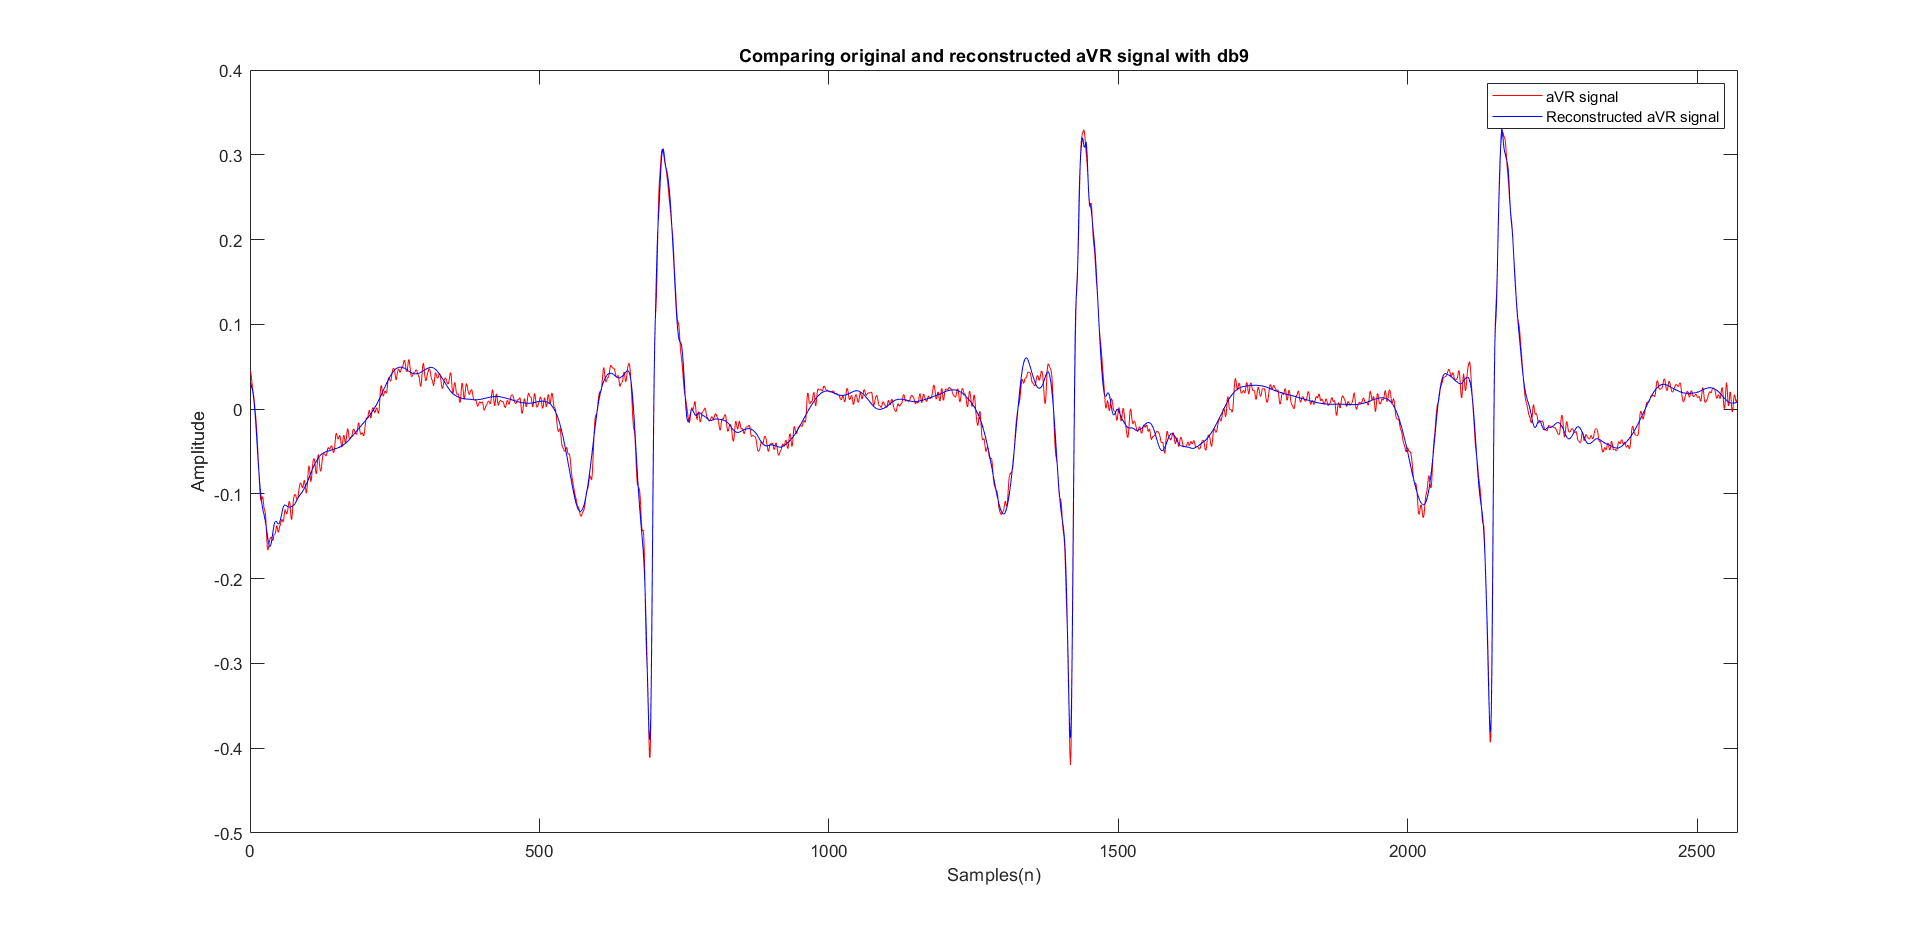 Comparing original and reconstructed aVR signal with db9
aVR signal
Reconstructed aVR signal
0.4
0.3
0.2
0.1
0
-0.1
-0.2
-0.3
-0.4
-0.5
Amplitude
0 500 1000 1500 2000 2500
Samples(n)